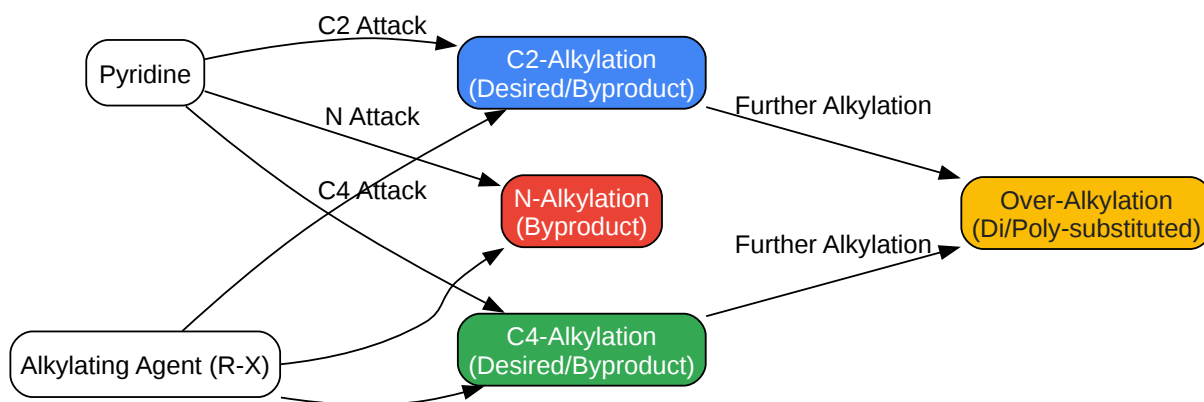 C2 Attack
Pyridine
C2-Alkylation
(Desired/Byproduct)
Further Alkylation
N Attack
C4 Attack
N-Alkylation
(Byproduct)
Over-Alkylation
(Di/Poly-substituted)
Further Alkylation
Alkylating Agent (R-X)
C4-Alkylation
(Desired/Byproduct)